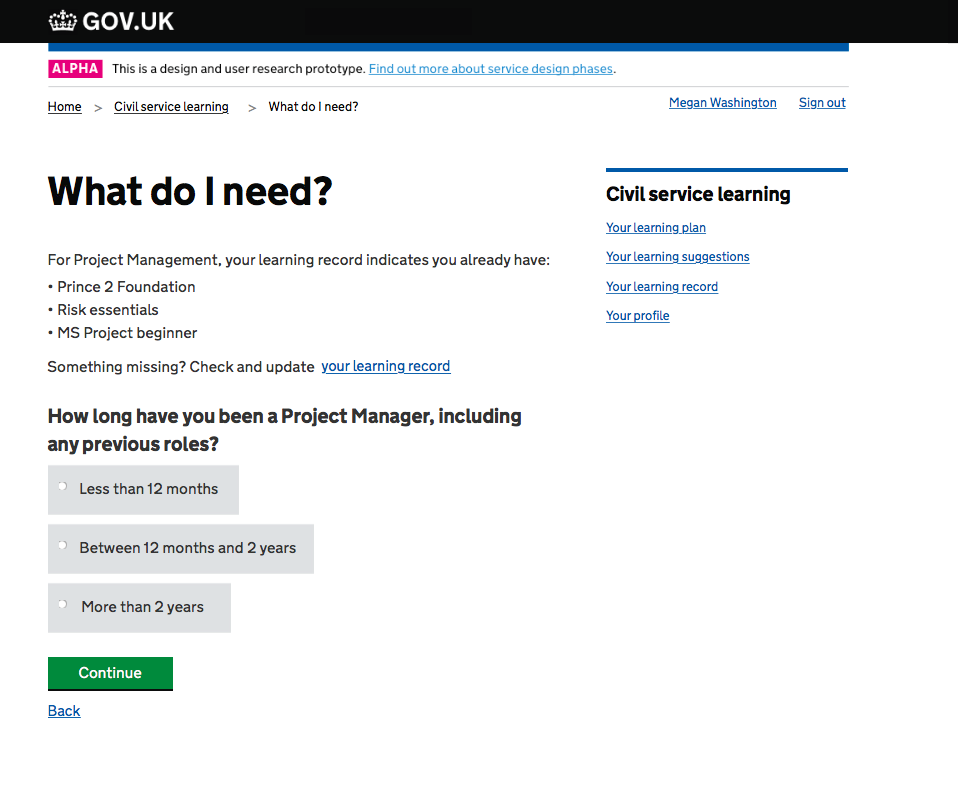 GOV.UK
ALPHA This is a design and user research prototype. Find out more about service design phases.
Home > Civil service learning > What do I need?
Megan Washington Sign out
What do I need?
For Project Management, your learning record indicates you already have:
• Prince 2 Foundation
• Risk essentials
• MS Project beginner
Something missing? Check and update your learning record
How long have you been a Project Manager, including
any previous roles?
Less than 12 months
Between 12 months and 2 years
More than 2 years
Continue
Back
Civil service learning
Your learning plan
Your learning suggestions
Your learning record
Your profile